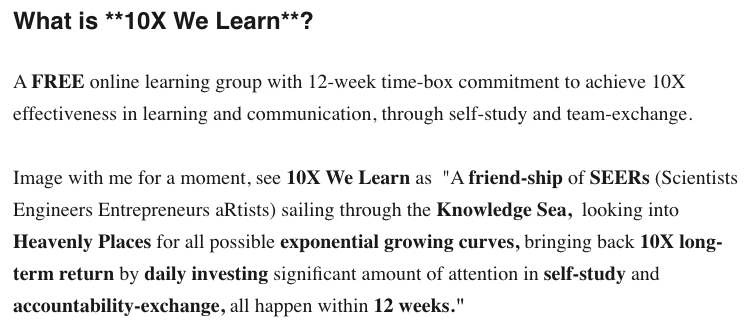 What is **10X We Learn**?
A FREE online learning group with 12-week time-box commitment to achieve 10X
effectiveness in learning and communication, through self-study and team-exchange.
Image with me for a moment, see 10X We Learn as "A friend-ship of SEERs (Scientists
Engineers Entrepreneurs aRtists) sailing through the Knowledge Sea, looking into
Heavenly Places for all possible exponential growing curves, bringing back 10X long-
term return by daily investing significant amount of attention in self-study and
accountability-exchange, all happen within 12 weeks."